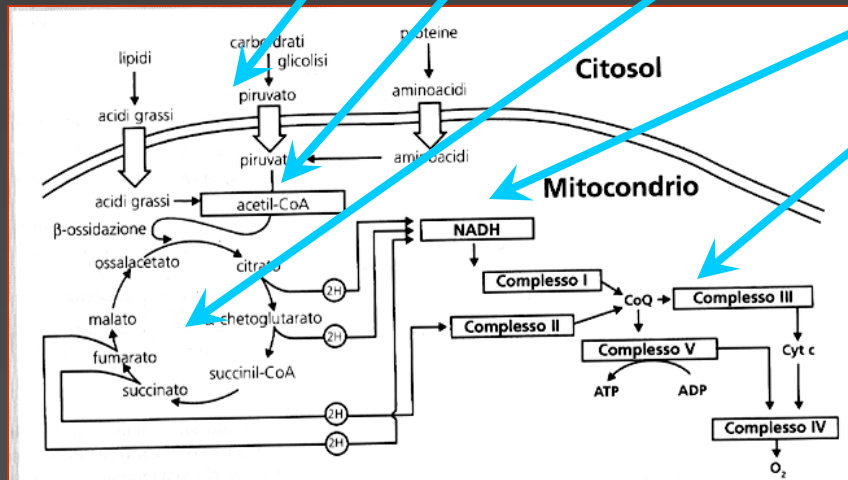 carboidrati
glicolisi
proteine
lipidi
Citosol
piruvato
aminoacidi
acidi grassi
piruvato
aminoacidi
Mitocondrio
acidi grassi
acetil-CoA
β-ossidazione
NADH
ossalacetato
citrato
2H
Complesso I
CoQ
Complesso III
malato
α-chetoglutarato
Complesso II
2H
fumarato
Complesso V
Cyt c
succinil-CoA
succinato
ATP
ADP
2H
Complesso IV
2H
O₂